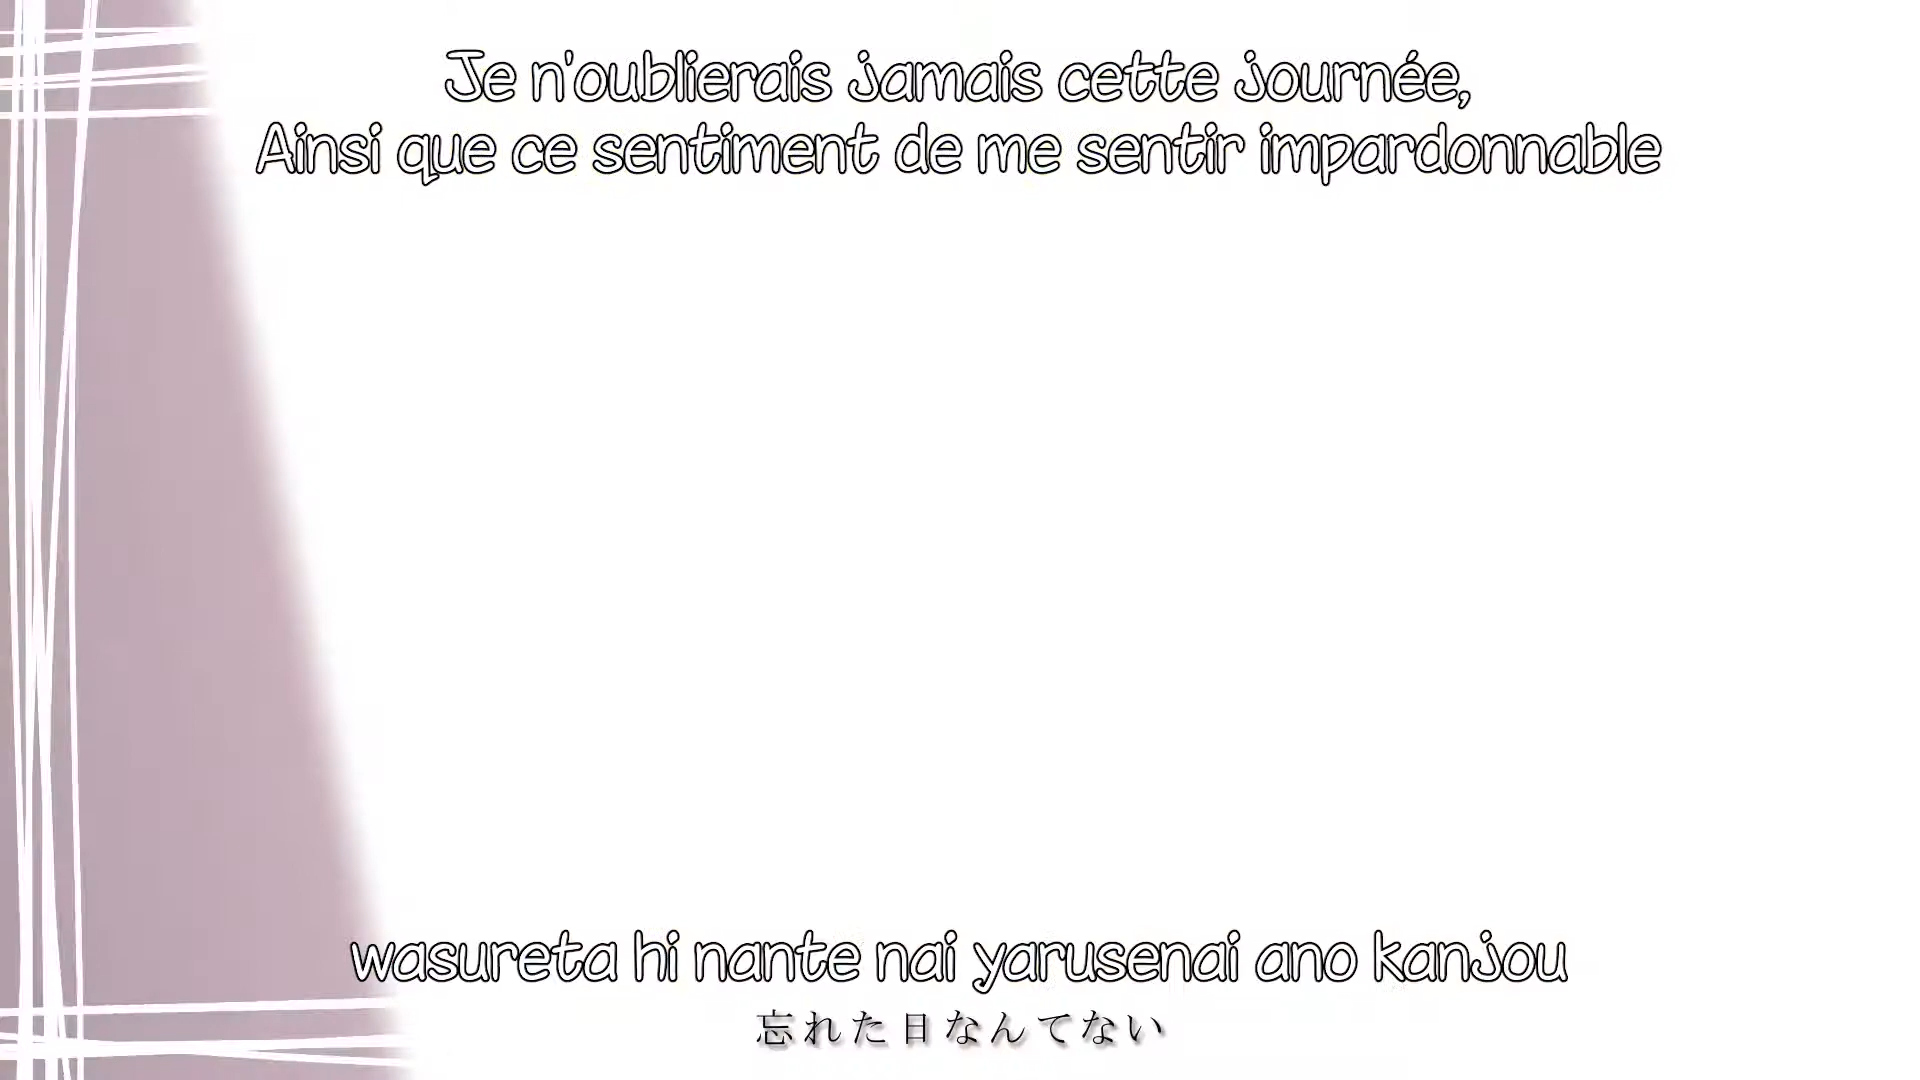 Je n'oublierais jamais cette journée,
Ainsi que ce sentiment de me sentir impardonnable
wasureta hi nante nai yarusenai ano kanjou
忘れた日なんてない